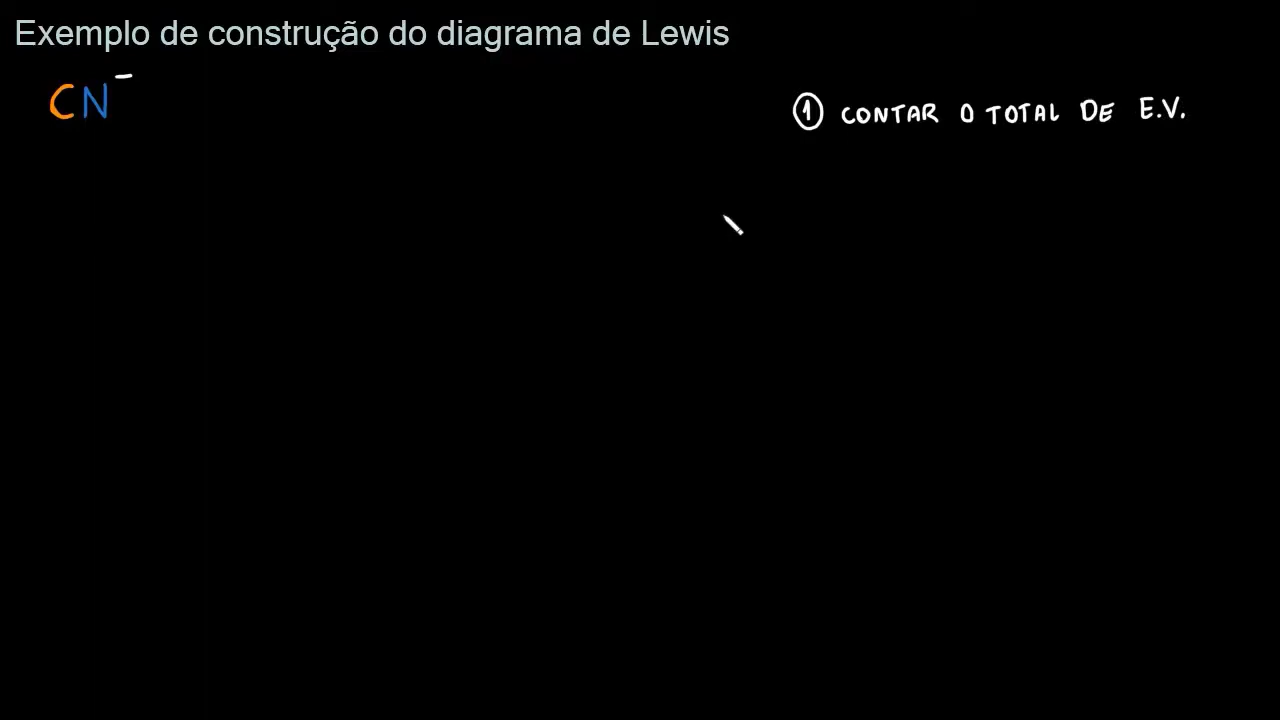 Exemplo de construção do diagrama de Lewis
CN⁻
① CONTAR O TOTAL DE E.V.